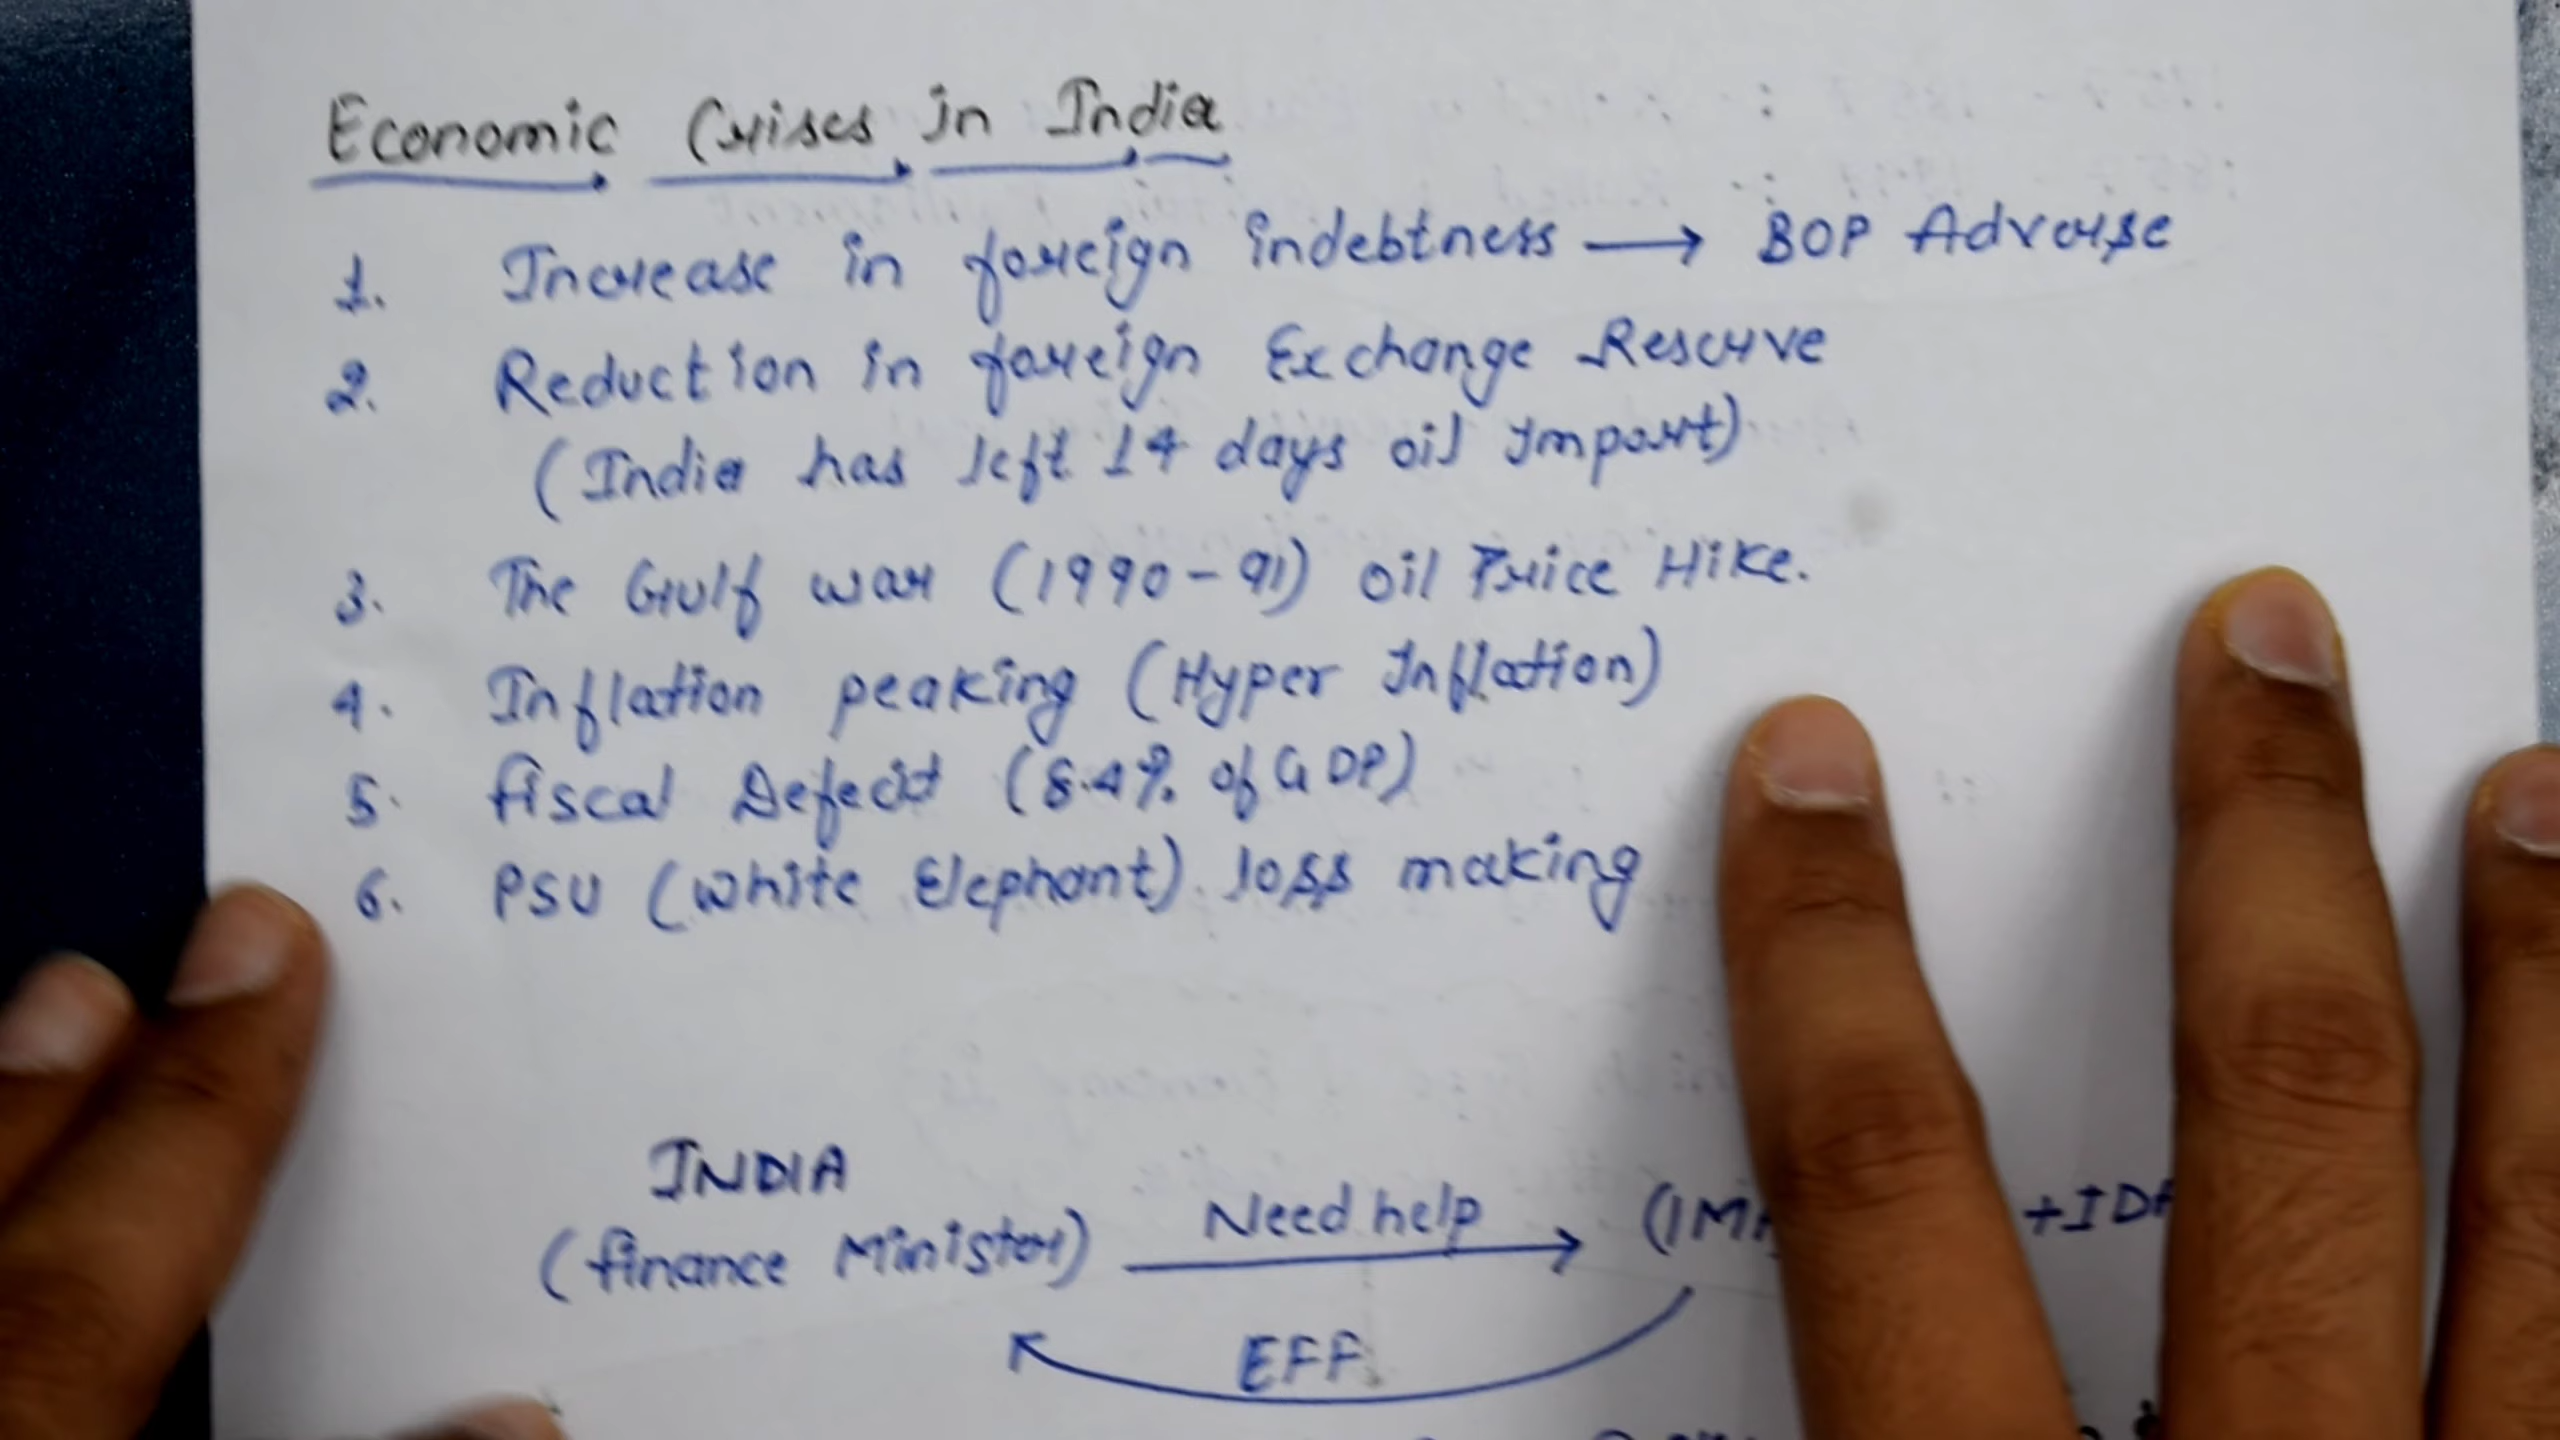 Economic Crises in India
1. Increase in foreign indebtness → BOP Adverse
2. Reduction in foreign Exchange Reserve
(India has left 14 days oil Import)
3. The Gulf war (1990-91) oil Price Hike.
4. Inflation peaking (Hyper Inflation)
5. fiscal Defecit (8.4% of GDP)
6. PSU (White Elephant) loss making
INDIA
(finance Minister) Need help → +
EFF